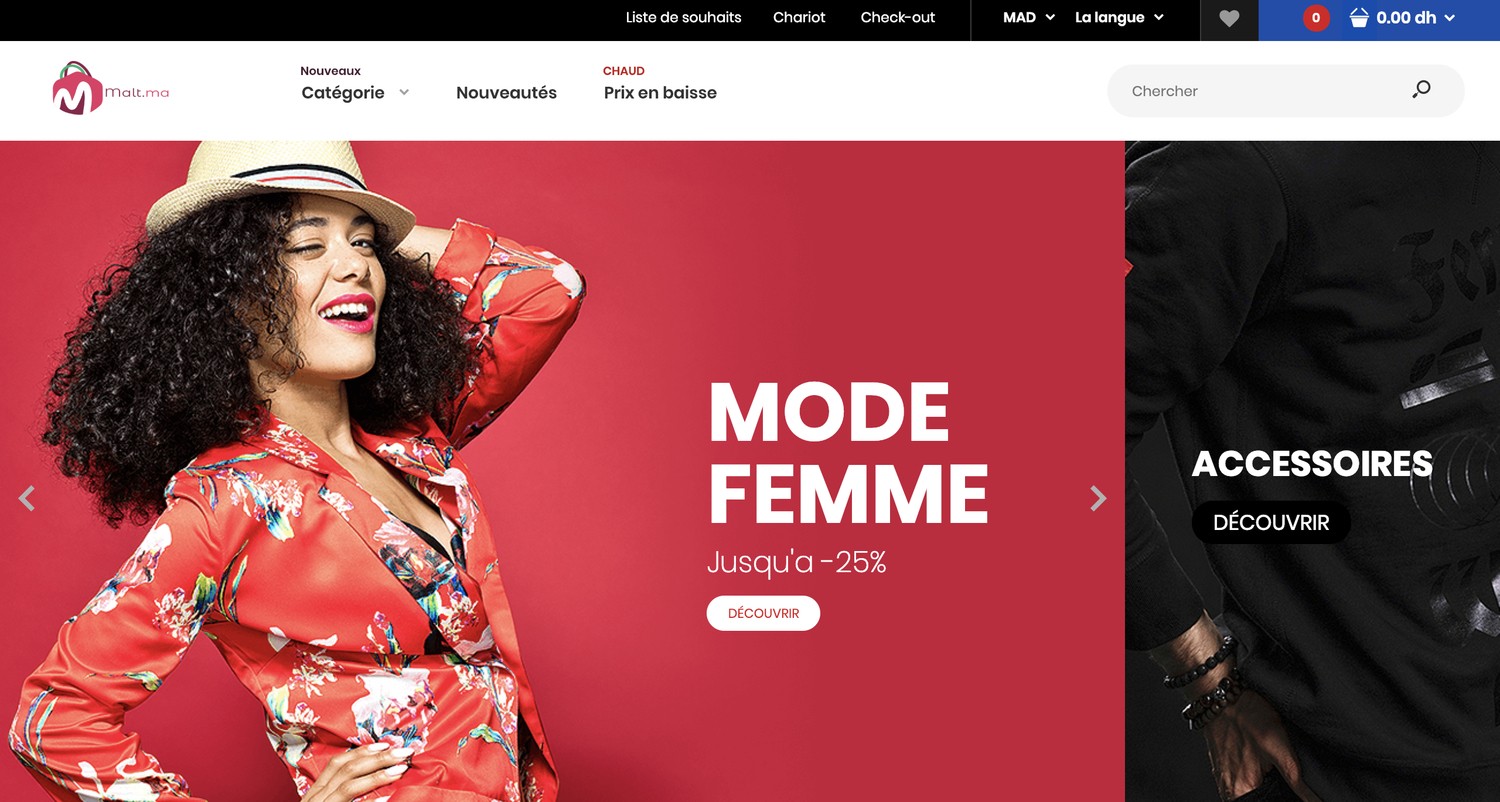 Liste de souhaits Chariot Check-out MAD La langue 0 0.00 dh
malt.ma
Nouveaux
Catégorie
Nouveautés
CHAUD
Prix en baisse
Chercher
MODE
FEMME
Jusqu'a -25%
DÉCOUVRIR
ACCESSOIRES
DÉCOUVRIR